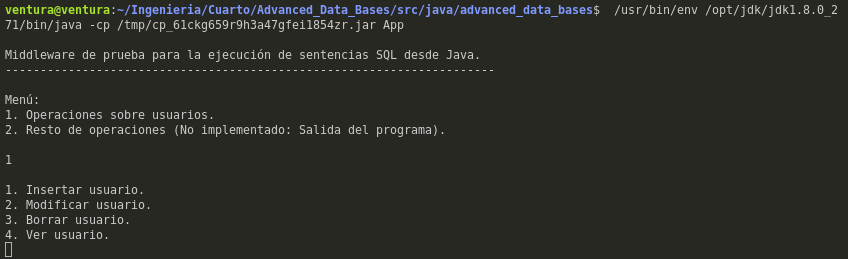 ventura@ventura:~/Ingenieria/Cuarto/Advanced_Data_Bases/src/java/advanced_data_bases$  /usr/bin/env /opt/jdk/jdk1.8.0_2
71/bin/java -cp /tmp/cp_61ckg659r9h3a47gfei1854zr.jar App
Middleware de prueba para la ejecución de sentencias SQL desde Java.
----------------------------------------------------------------------
Menú:
1. Operaciones sobre usuarios.
2. Resto de operaciones (No implementado: Salida del programa).
1
1. Insertar usuario.
2. Modificar usuario.
3. Borrar usuario.
4. Ver usuario.